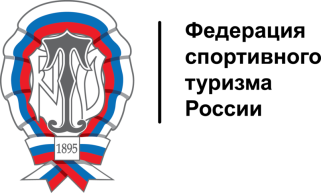 1895
Федерация
спортивного
туризма
России